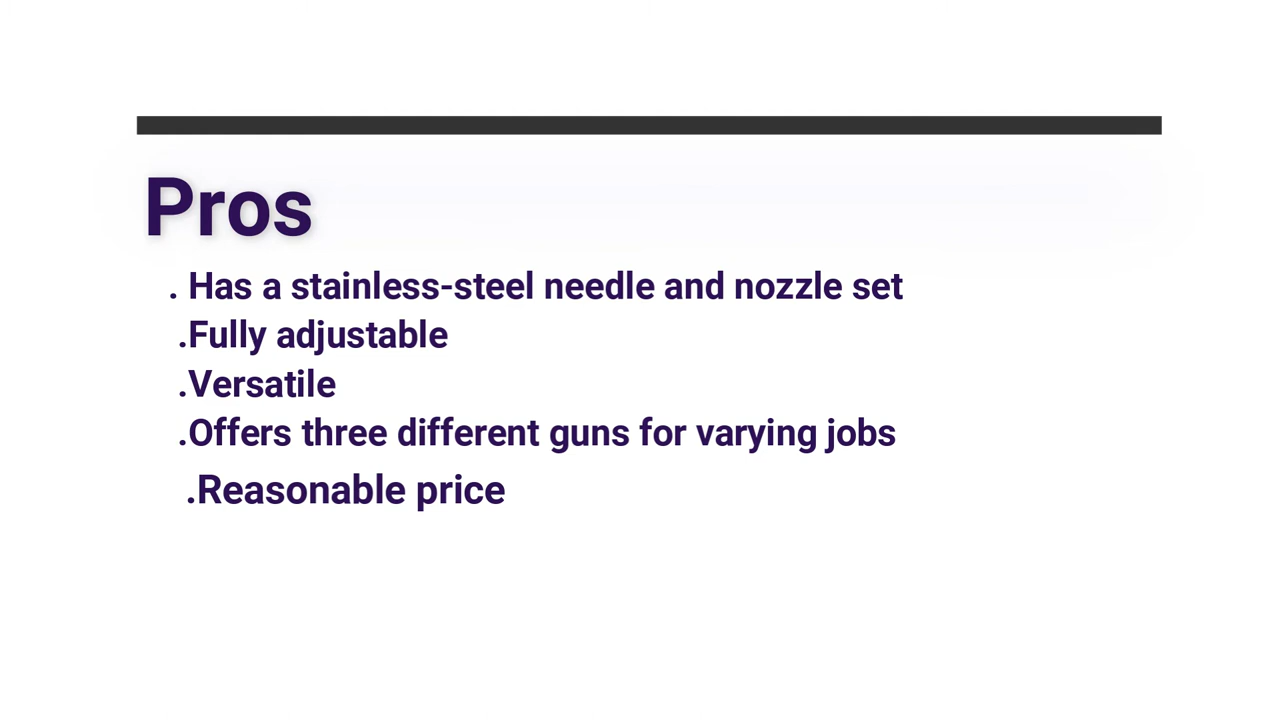 Pros
. Has a stainless-steel needle and nozzle set
.Fully adjustable
.Versatile
.Offers three different guns for varying jobs
.Reasonable price